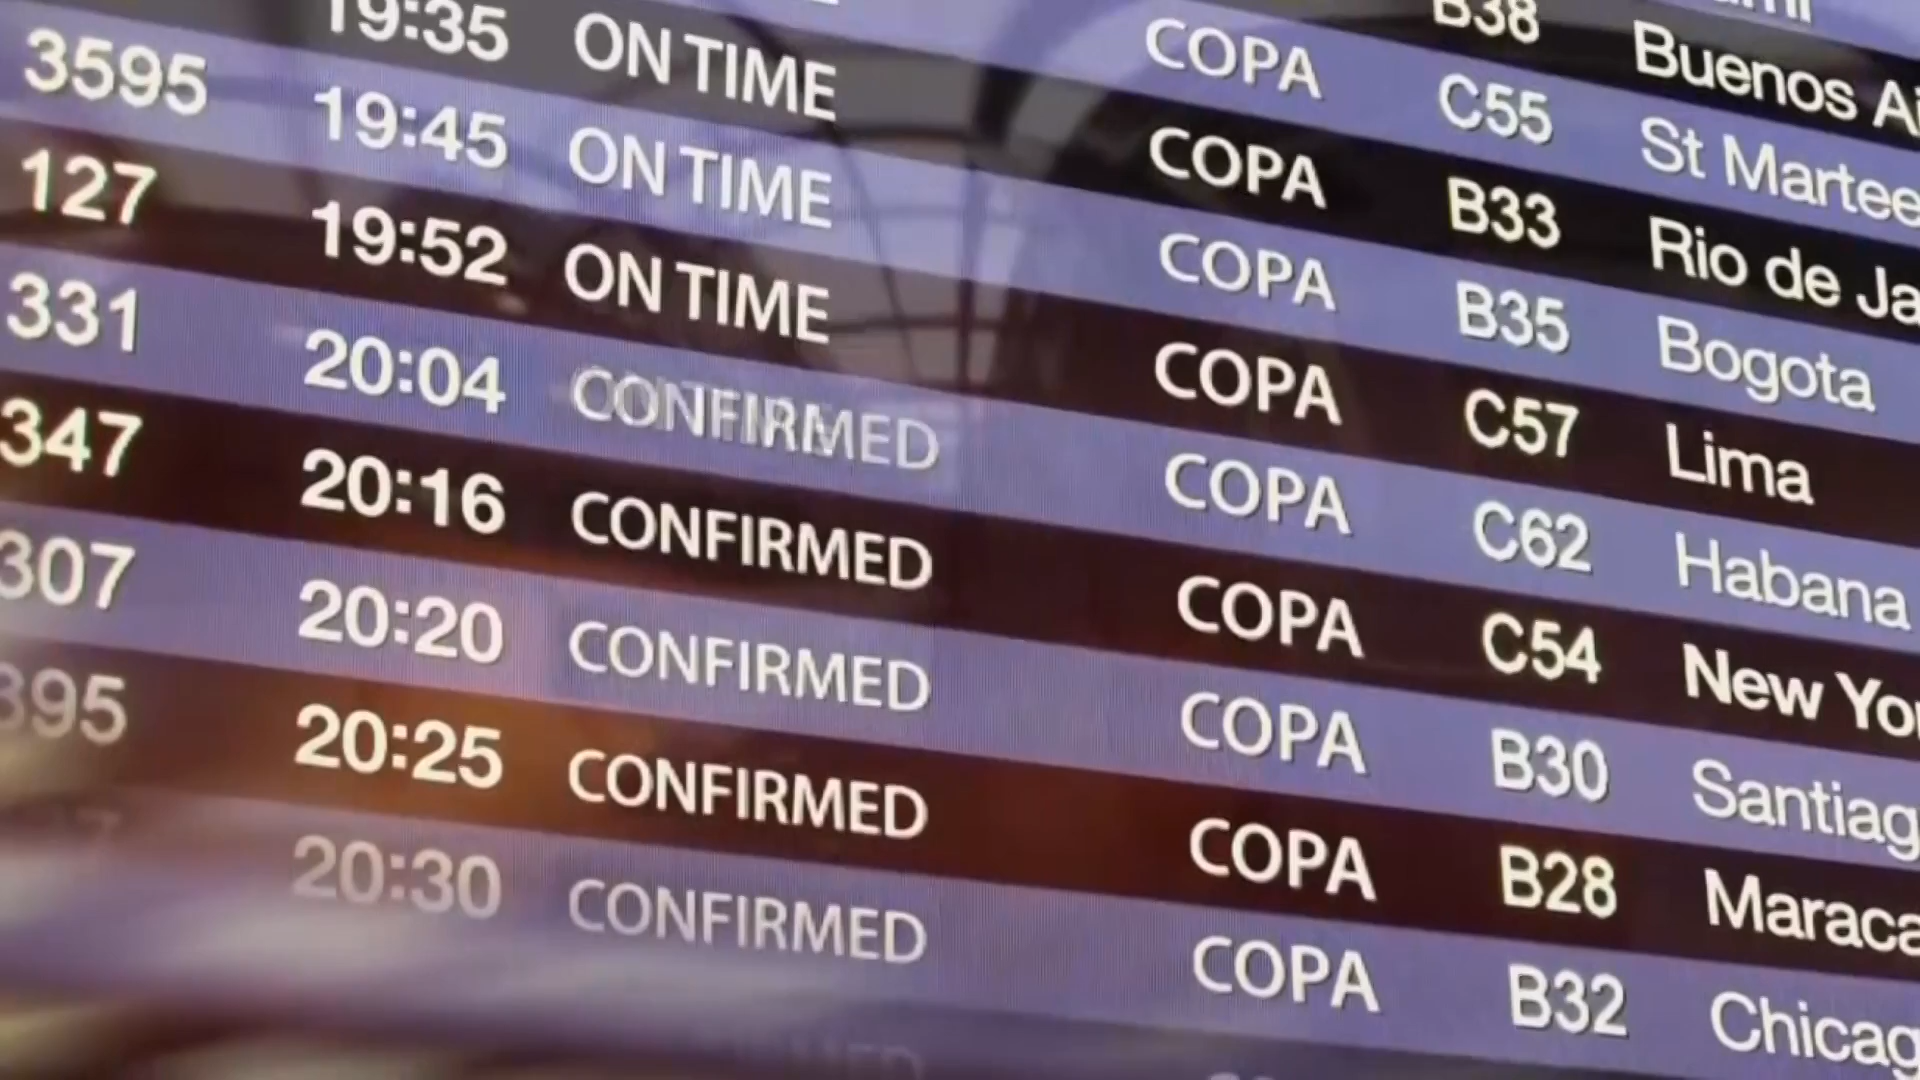 B38 Buenos Ai
COPA C55 St Martee
19:35 ON TIME COPA B33 Rio de Ja
3595 19:45 ON TIME COPA B35 Bogota
127 19:52 ON TIME COPA C57 Lima
331 20:04 CONFIRMED COPA C62 Habana
347 20:16 CONFIRMED COPA C54 New Yor
307 20:20 CONFIRMED COPA B30 Santiag
395 20:25 CONFIRMED COPA B28 Maraca
20:30 CONFIRMED COPA B32 Chicag